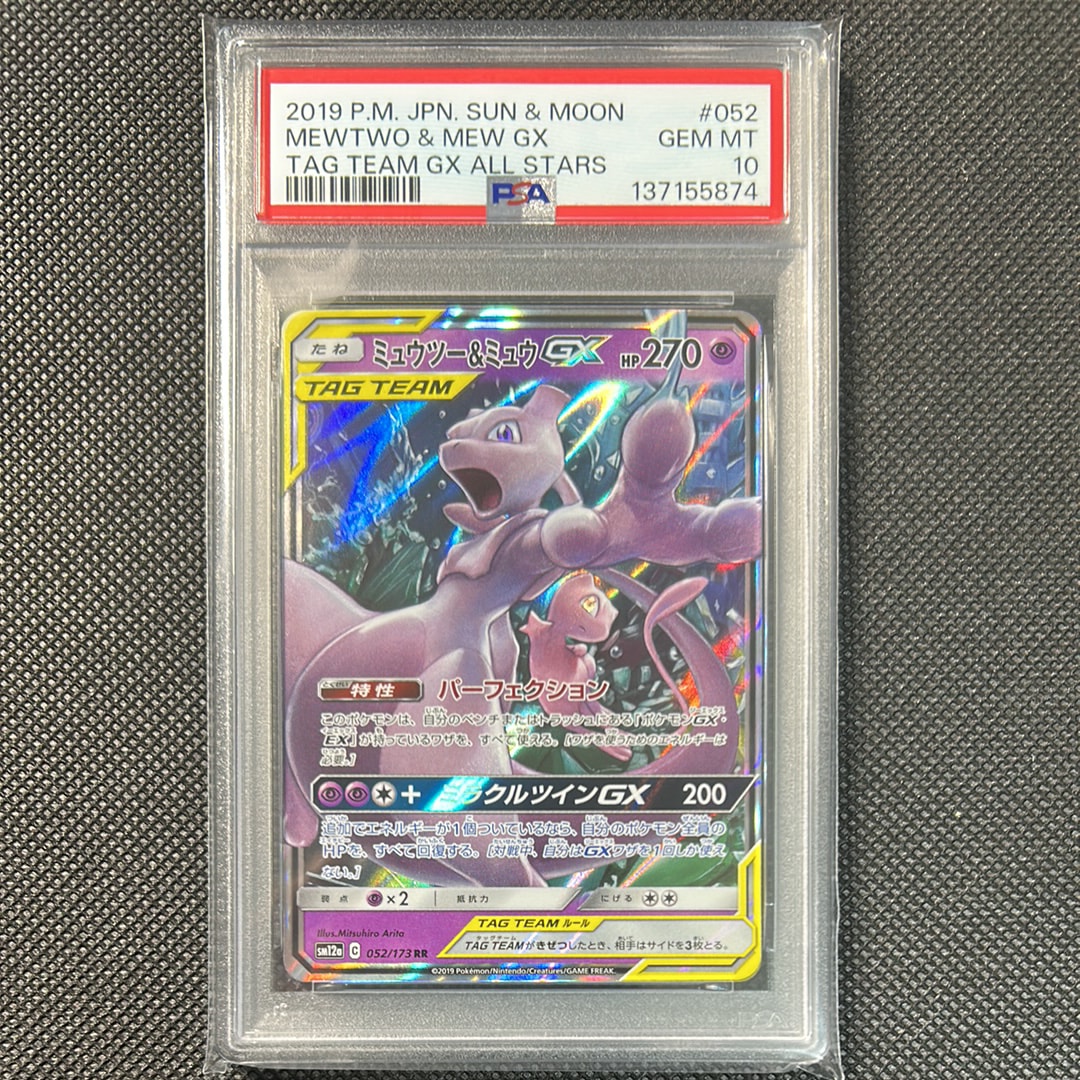 2019 P.M. JPN. SUN & MOON #052
MEWTWO & MEW GX GEM MT
TAG TEAM GX ALL STARS 10
PSA 137155874
たね ミュウツー&ミュウGX HP270
TAG TEAM
特性 パーフェクション
このポケモンは、自分のベンチまたはトラッシュにある「ポケモンGX・
EX」が持っているワザを、すべて使える。[ワザを使うためのエネルギーは
必要。]
+ ミラクルツインGX 200
追加でエネルギーが1個ついているなら、自分のポケモン全員の
HPを、すべて回復する。[対戦中、自分はGXワザを1回しか使え
ない。]
弱点 ×2 抵抗力 にげる
TAG TEAM ルール
Illus.Mitsuhiro Arita
TAG TEAMがきぜつしたとき、相手はサイドを3枚とる。
sm12a C 052/173 RR
©2019 Pokémon/Nintendo/Creatures/GAME FREAK.